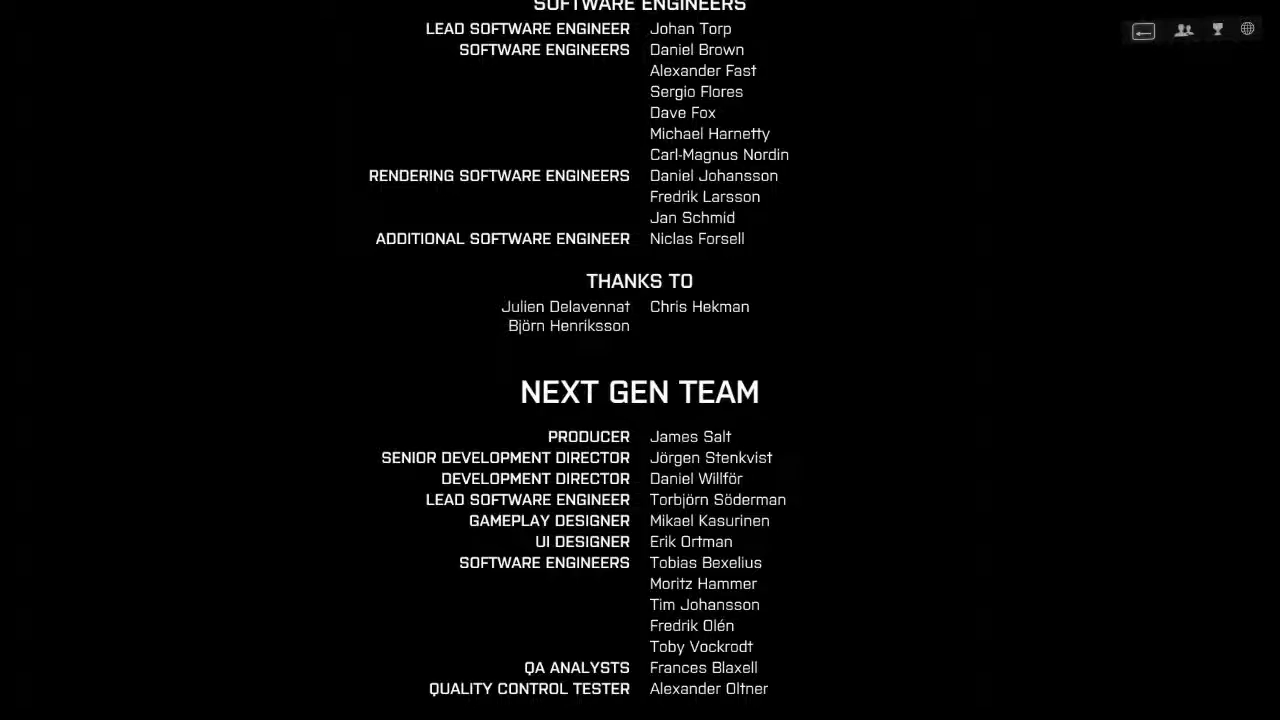 SOFTWARE ENGINEERS
LEAD SOFTWARE ENGINEER Johan Torp
SOFTWARE ENGINEERS Daniel Brown
Alexander Fast
Sergio Flores
Dave Fox
Michael Harnetty
Carl-Magnus Nordin
RENDERING SOFTWARE ENGINEERS Daniel Johansson
Fredrik Larsson
Jan Schmid
ADDITIONAL SOFTWARE ENGINEER Niclas Forsell
THANKS TO
Julien Delavennat Chris Hekman
Björn Henriksson
NEXT GEN TEAM
PRODUCER James Salt
SENIOR DEVELOPMENT DIRECTOR Jörgen Stenkvist
DEVELOPMENT DIRECTOR Daniel Willför
LEAD SOFTWARE ENGINEER Torbjörn Söderman
GAMEPLAY DESIGNER Mikael Kasurinen
UI DESIGNER Erik Ortman
SOFTWARE ENGINEERS Tobias Bexelius
Moritz Hammer
Tim Johansson
Fredrik Olén
Toby Vockrodt
QA ANALYSTS Frances Blaxell
QUALITY CONTROL TESTER Alexander Oltner